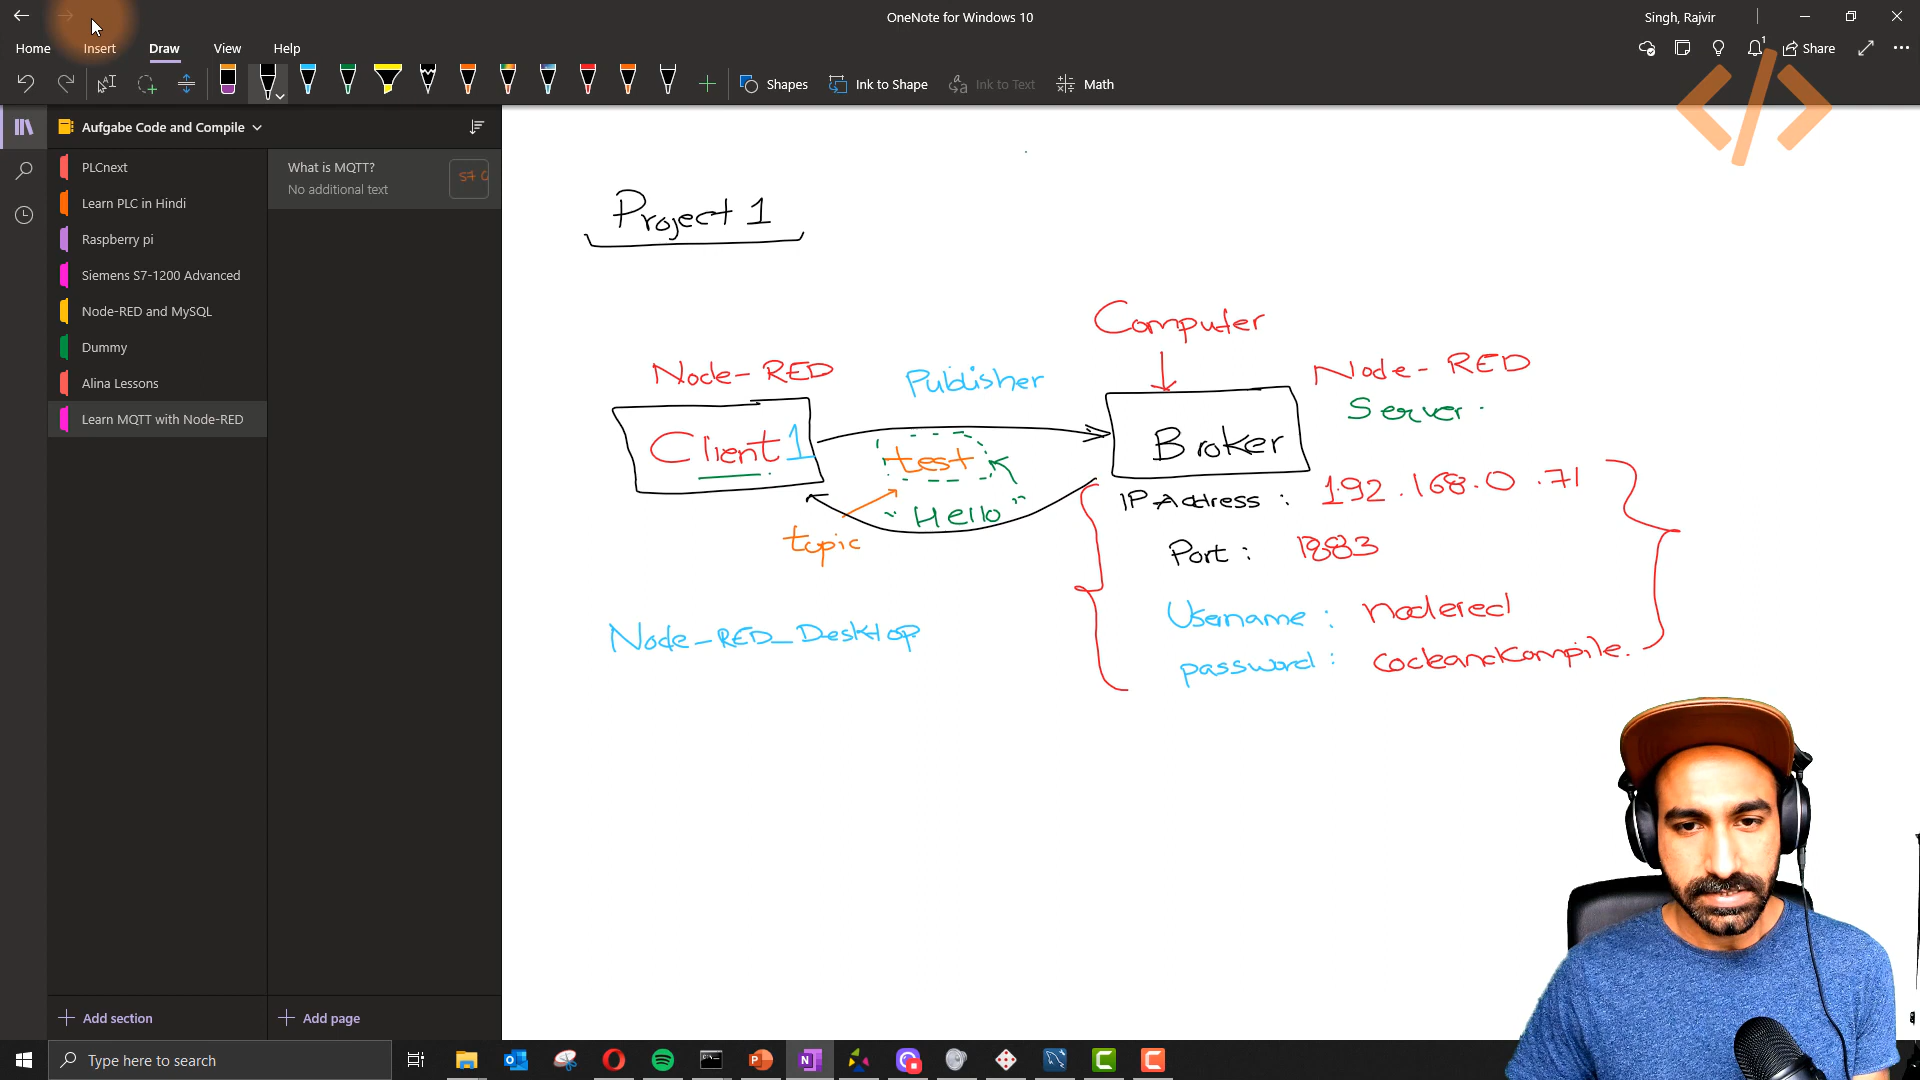 OneNote for Windows 10
Singh, Rajvir
Home Insert Draw View Help
1
Share
Shapes
Ink to Shape
Ink to Text
Math
Aufgabe Code and Compile
PLCnext
Learn PLC in Hindi
Raspberry pi
Siemens S7-1200 Advanced
Node-RED and MySQL
Dummy
Alina Lessons
Learn MQTT with Node-RED
What is MQTT?
No additional text
Project 1
Computer
Node-RED
Publisher
Node-RED
Server
Client 1
test
Broker
"Hello"
topic
IP Address : 192.168.0.71
Port : 1883
Username : nodered
password : codeandcompile.
Node-RED_Desktop
Add section
Add page
Type here to search